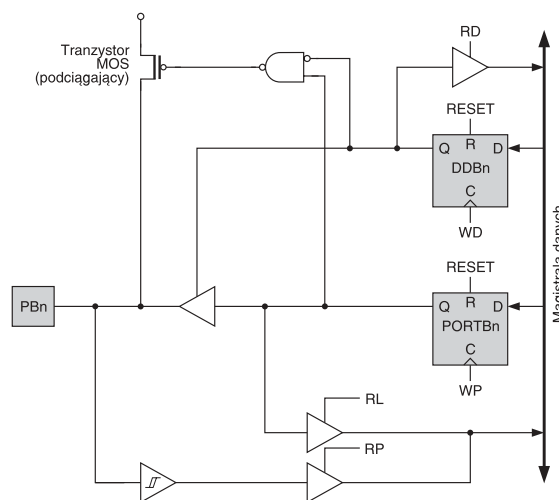 Tranzystor
MOS
(podciągający)
RD
RESET
Q R D
DDBn
C
WD
RESET
PBn
Q R D
PORTBn
C
WP
RL
RP
Magistrala danych